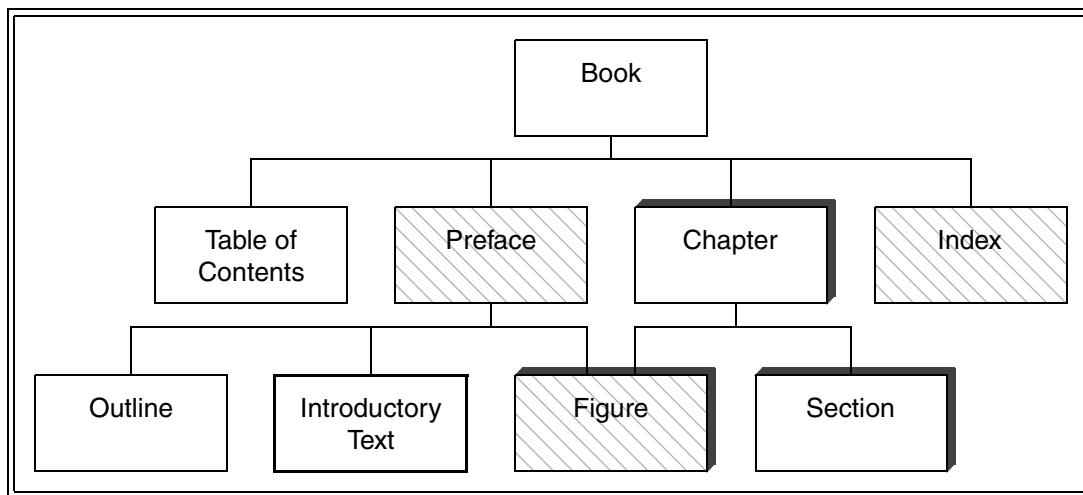 Book
Table of
Contents
Preface
Chapter
Index
Outline
Introductory
Text
Figure
Section